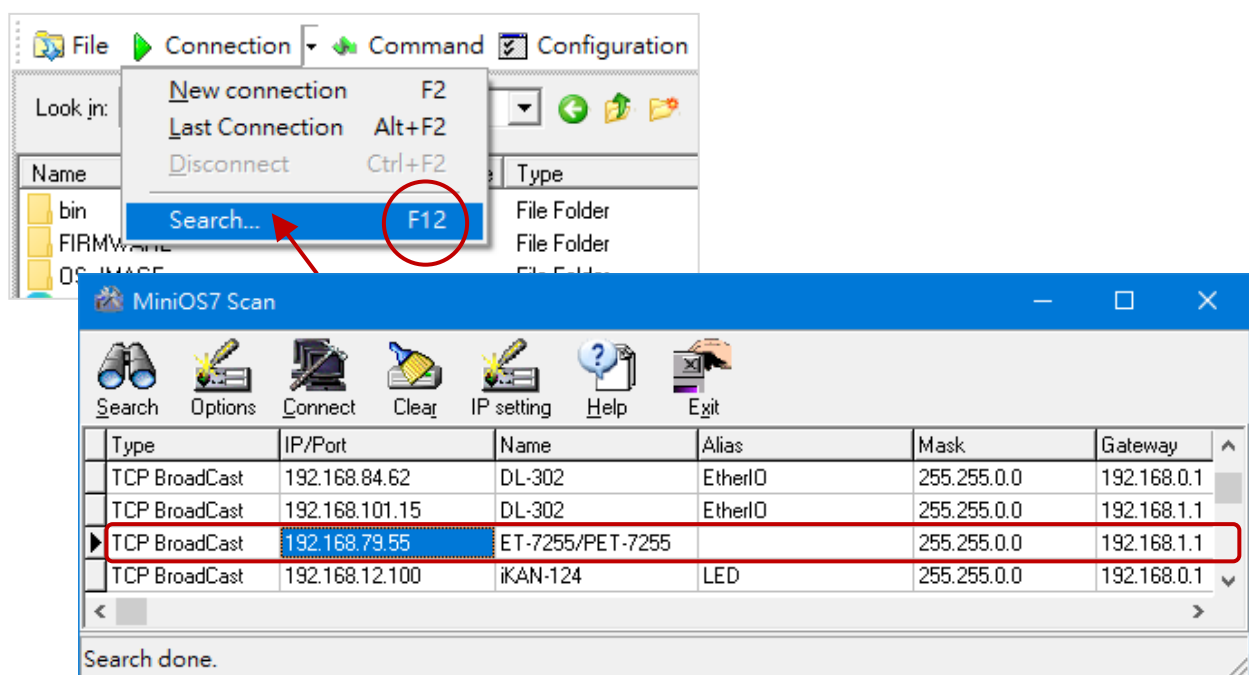 File Connection Command Configuration
New connection F2
Look in:
Last Connection Alt+F2
Disconnect Ctrl+F2
Name Type
bin File Folder
Search... F12
File Folder
MiniOS7 Scan
Search Options Connect Clear IP setting Help Exit
Type IP/Port Name Alias Mask Gateway
TCP BroadCast 192.168.84.62 DL-302 EtherIO 255.255.0.0 192.168.0.1
TCP BroadCast 192.168.101.15 DL-302 EtherIO 255.255.0.0 192.168.1.1
TCP BroadCast 192.168.79.55 ET-7255/PET-7255 255.255.0.0 192.168.1.1
TCP BroadCast 192.168.12.100 iKAN-124 LED 255.255.0.0 192.168.0.1
Search done.